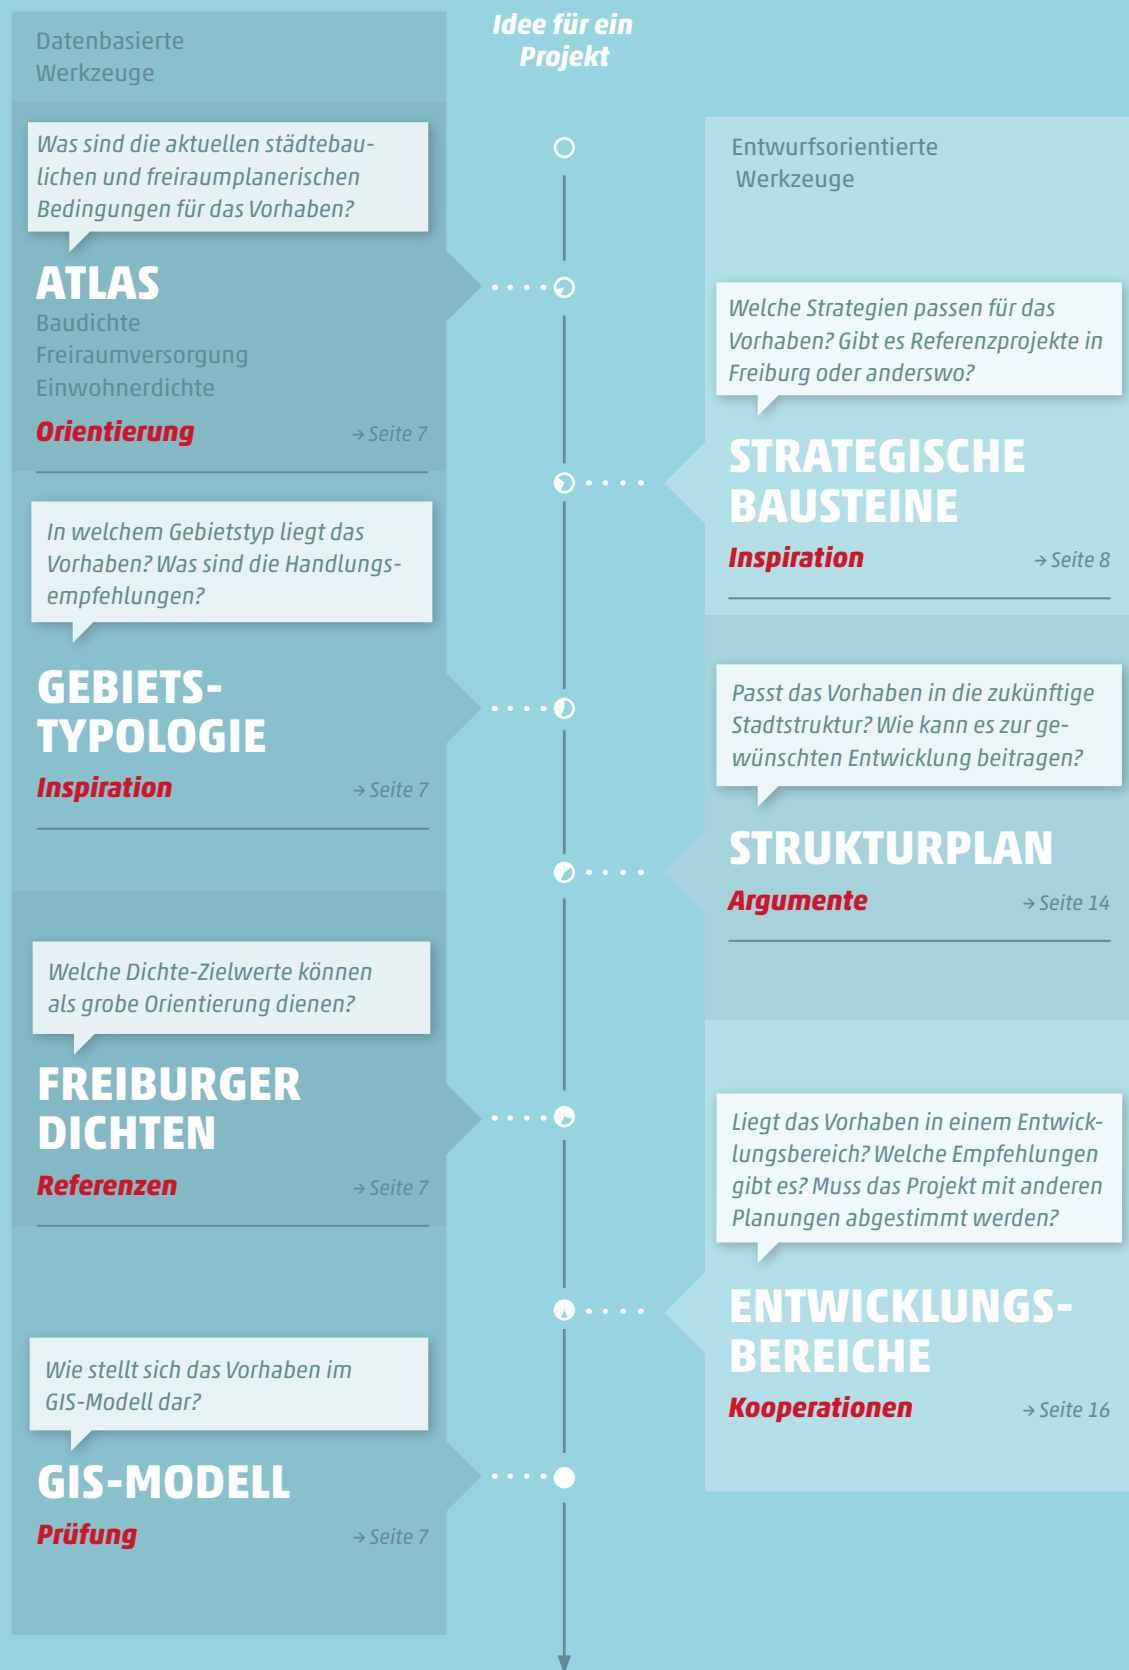 Idee für ein
Projekt
Datenbasierte
Werkzeuge
Was sind die aktuellen städtebau-
lichen und freiraumplanerischen
Bedingungen für das Vorhaben?
ATLAS
Baudichte
Freiraumversorgung
Einwohnerdichte
Orientierung → Seite 7
In welchem Gebietstyp liegt das
Vorhaben? Was sind die Handlungs-
empfehlungen?
GEBIETS-
TYPOLOGIE
Inspiration → Seite 7
Welche Dichte-Zielwerte können
als grobe Orientierung dienen?
FREIBURGER
DICHTEN
Referenzen → Seite 7
Wie stellt sich das Vorhaben im
GIS-Modell dar?
GIS-MODELL
Prüfung → Seite 7
Entwurfsorientierte
Werkzeuge
Welche Strategien passen für das
Vorhaben? Gibt es Referenzprojekte in
Freiburg oder anderswo?
STRATEGISCHE
BAUSTEINE
Inspiration → Seite 8
Passt das Vorhaben in die zukünftige
Stadtstruktur? Wie kann es zur ge-
wünschten Entwicklung beitragen?
STRUKTURPLAN
Argumente → Seite 14
Liegt das Vorhaben in einem Entwick-
lungsbereich? Welche Empfehlungen
gibt es? Muss das Projekt mit anderen
Planungen abgestimmt werden?
ENTWICKLUNGS-
BEREICHE
Kooperationen → Seite 16